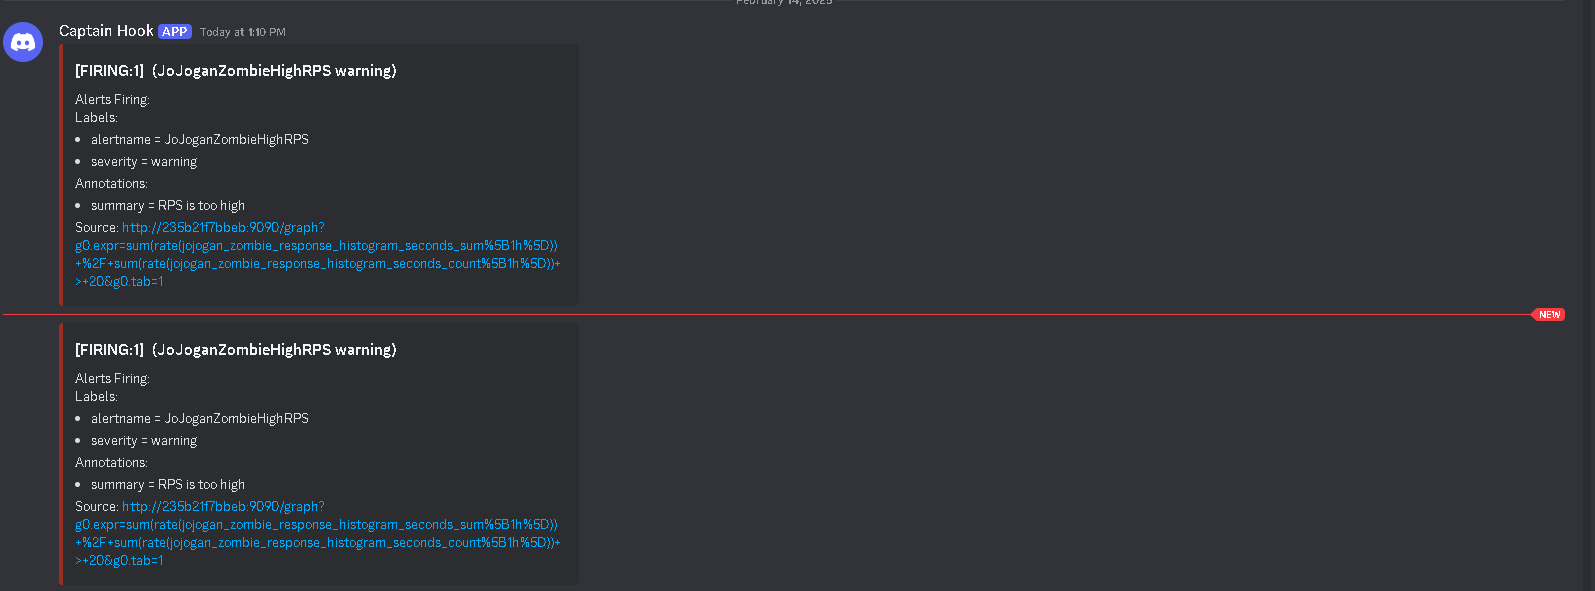 February 14, 2025
Captain Hook APP Today at 1:10 PM
[FIRING:1] (JoJoganZombieHighRPS warning)
Alerts Firing:
Labels:
• alertname = JoJoganZombieHighRPS
• severity = warning
Annotations:
• summary = RPS is too high
Source: http://235b21f7bbeb:9090/graph?
g0.expr=sum(rate(jojogan_zombie_response_histogram_seconds_sum%5B1h%5D))
+%2F+sum(rate(jojogan_zombie_response_histogram_seconds_count%5B1h%5D))+
>+20&g0.tab=1
NEW
[FIRING:1] (JoJoganZombieHighRPS warning)
Alerts Firing:
Labels:
• alertname = JoJoganZombieHighRPS
• severity = warning
Annotations:
• summary = RPS is too high
Source: http://235b21f7bbeb:9090/graph?
g0.expr=sum(rate(jojogan_zombie_response_histogram_seconds_sum%5B1h%5D))
+%2F+sum(rate(jojogan_zombie_response_histogram_seconds_count%5B1h%5D))+
>+20&g0.tab=1